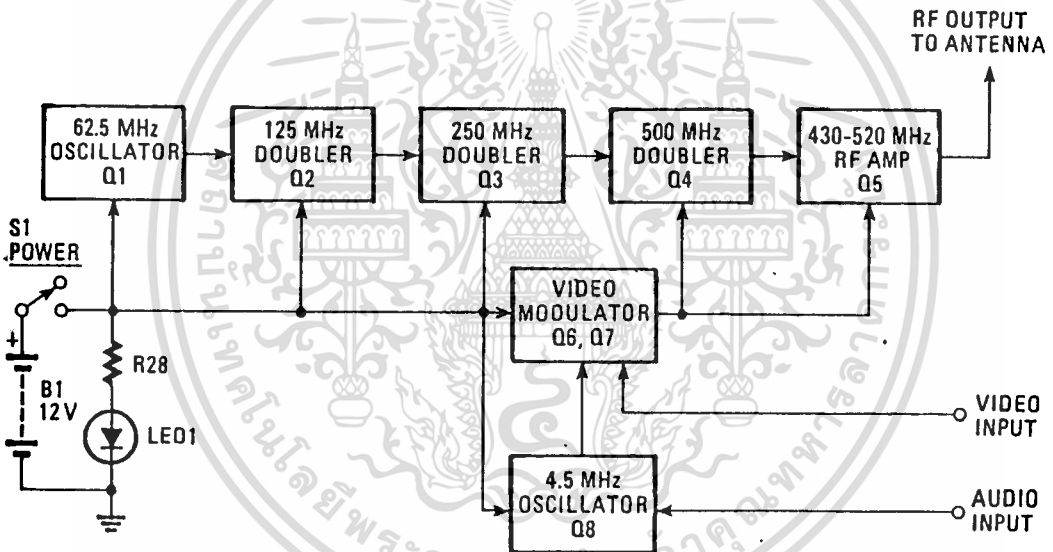 RF OUTPUT
TO ANTENNA
62.5 MHz
OSCILLATOR
Q1
125 MHz
DOUBLER
Q2
250 MHz
DOUBLER
Q3
500 MHz
DOUBLER
Q4
430-520 MHz
RF AMP
Q5
S1
POWER
+
B1
12V
R28
LED1
VIDEO
MODULATOR
Q6, Q7
4.5 MHz
OSCILLATOR
Q8
VIDEO
INPUT
AUDIO
INPUT